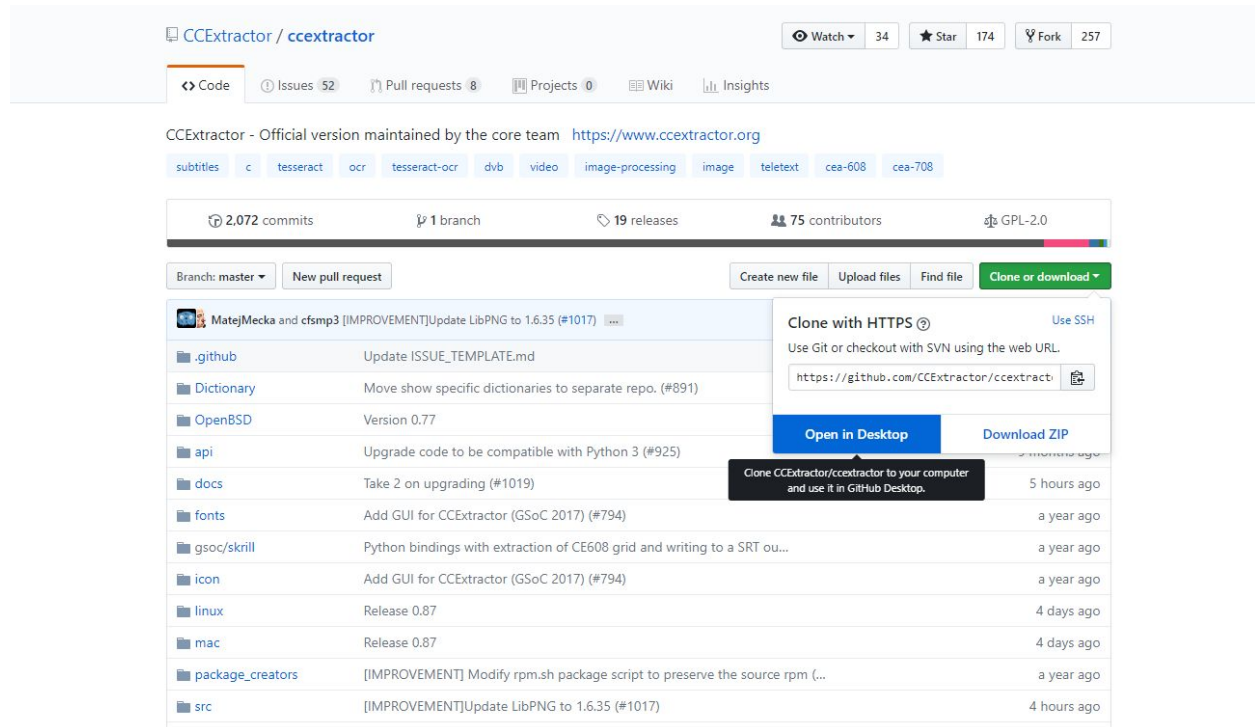 CCExtractor / ccextractor
Watch 34 Star 174 Fork 257
Code Issues 52 Pull requests 8 Projects 0 Wiki Insights
CCExtractor - Official version maintained by the core team https://www.ccextractor.org
subtitles c tesseract ocr tesseract-ocr dvb video image-processing image teletext cea-608 cea-708
2,072 commits 1 branch 19 releases 75 contributors GPL-2.0
Branch: master New pull request Create new file Upload files Find file Clone or download
MatejMecka and cfsmp3 [IMPROVEMENT]Update LibPNG to 1.6.35 (#1017) ...
Clone with HTTPS ? Use SSH
Use Git or checkout with SVN using the web URL.
https://github.com/CCExtractor/ccextract
Open in Desktop Download ZIP
Clone CCExtractor/ccextractor to your computer
and use it in GitHub Desktop.
.github Update ISSUE_TEMPLATE.md
Dictionary Move show specific dictionaries to separate repo. (#891)
OpenBSD Version 0.77
api Upgrade code to be compatible with Python 3 (#925) months ago
docs Take 2 on upgrading (#1019) 5 hours ago
fonts Add GUI for CCExtractor (GSoC 2017) (#794) a year ago
gsoc/skrill Python bindings with extraction of CE608 grid and writing to a SRT ou... a year ago
icon Add GUI for CCExtractor (GSoC 2017) (#794) a year ago
linux Release 0.87 4 days ago
mac Release 0.87 4 days ago
package_creators [IMPROVEMENT] Modify rpm.sh package script to preserve the source rpm (... a year ago
src [IMPROVEMENT]Update LibPNG to 1.6.35 (#1017) 4 hours ago